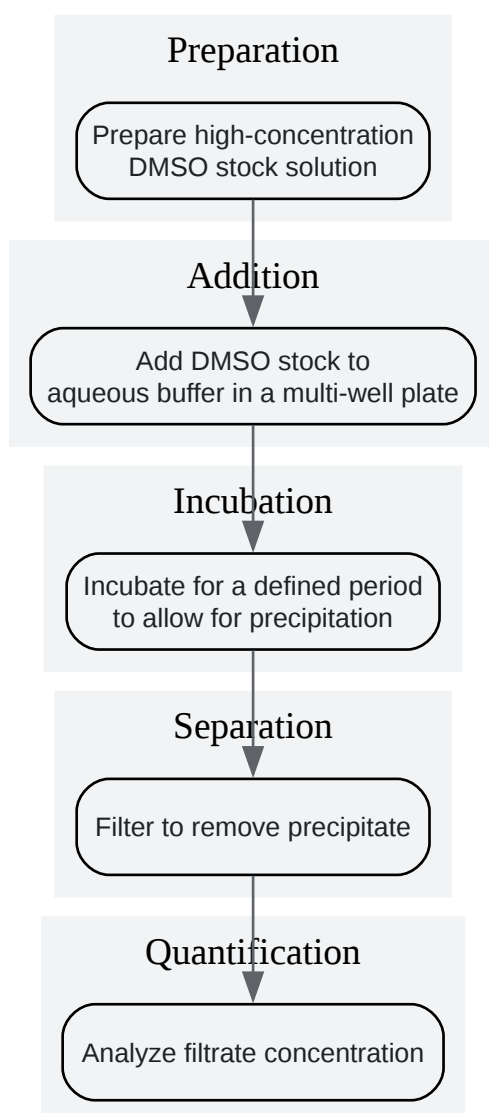 Preparation
Prepare high-concentration
DMSO stock solution
Addition
Add DMSO stock to
aqueous buffer in a multi-well plate
Incubation
Incubate for a defined period
to allow for precipitation
Separation
Filter to remove precipitate
Quantification
Analyze filtrate concentration